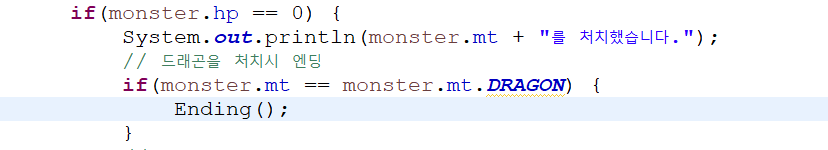 if(monster.hp == 0) {
System.out.println(monster.mt + "를 처치했습니다.");
// 드래곤을 처치시 엔딩
if(monster.mt == monster.mt.DRAGON) {
Ending();
}